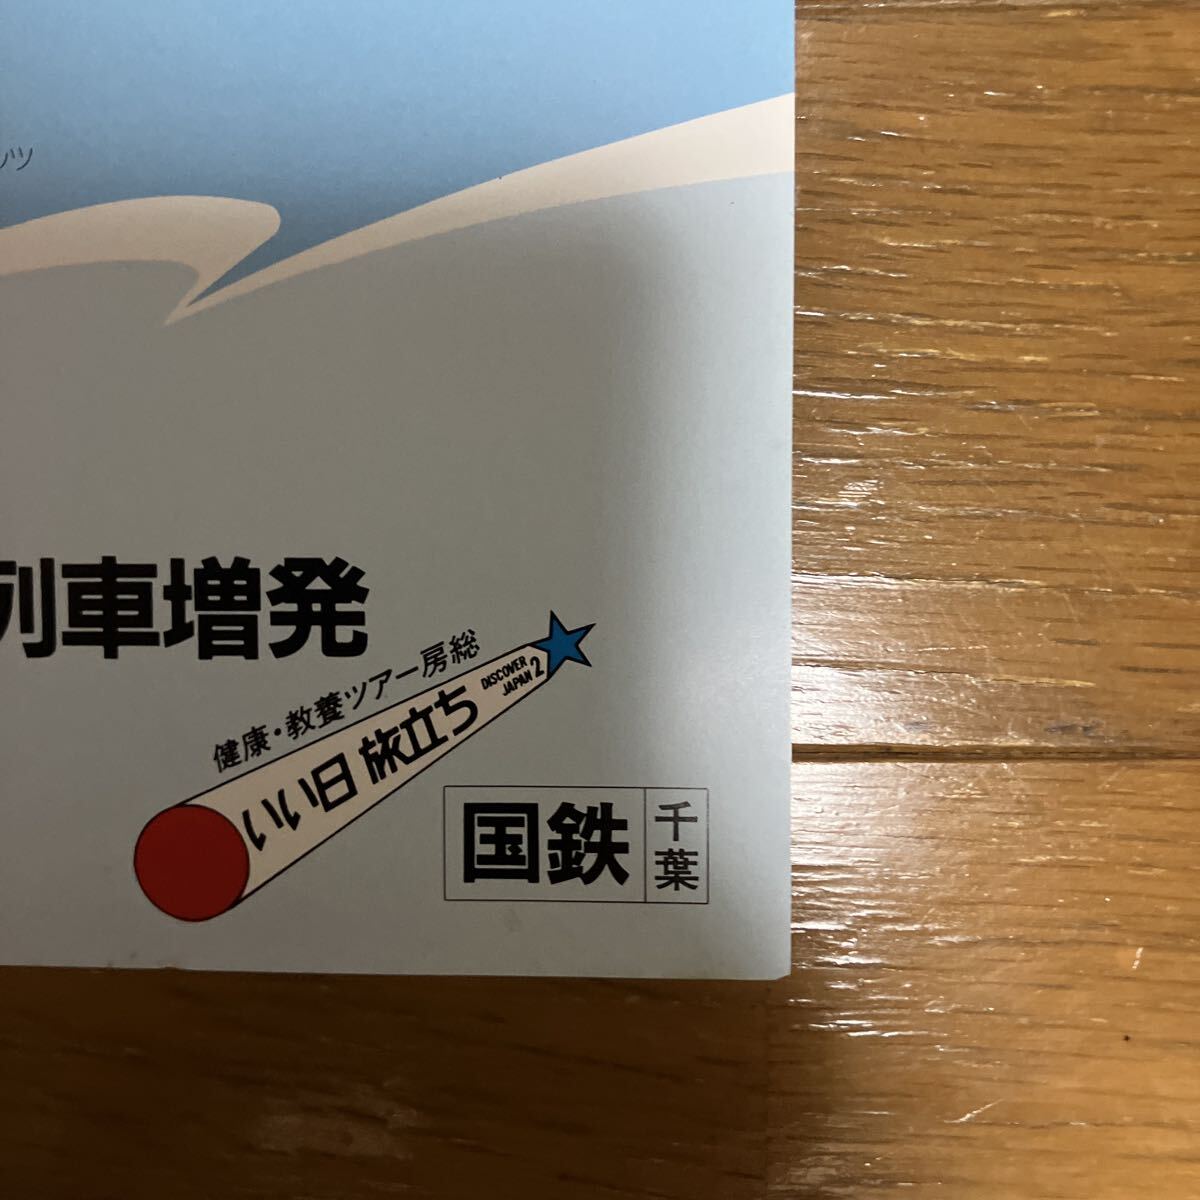 列車増発
健康・教養ツアー房総
いい日 旅立ち
DISCOVER
JAPAN 2
国鉄
千葉